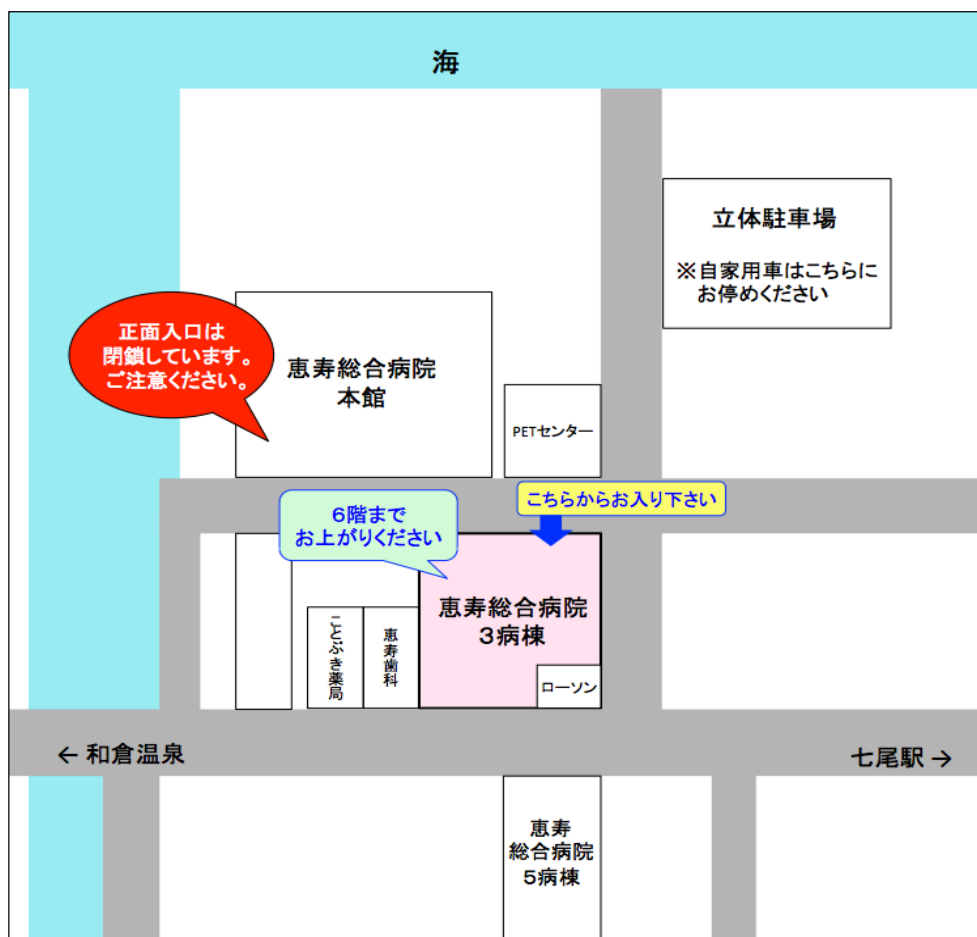 海
立体駐車場
※自家用車はこちらに
お停めください
正面入口は
閉鎖しています。
ご注意ください。
恵寿総合病院
本館
PETセンター
こちらからお入り下さい
6階まで
お上がりください
恵寿総合病院
3病棟
ことぶき薬局
恵寿歯科
ローソン
← 和倉温泉
七尾駅 →
恵寿
総合病院
5病棟